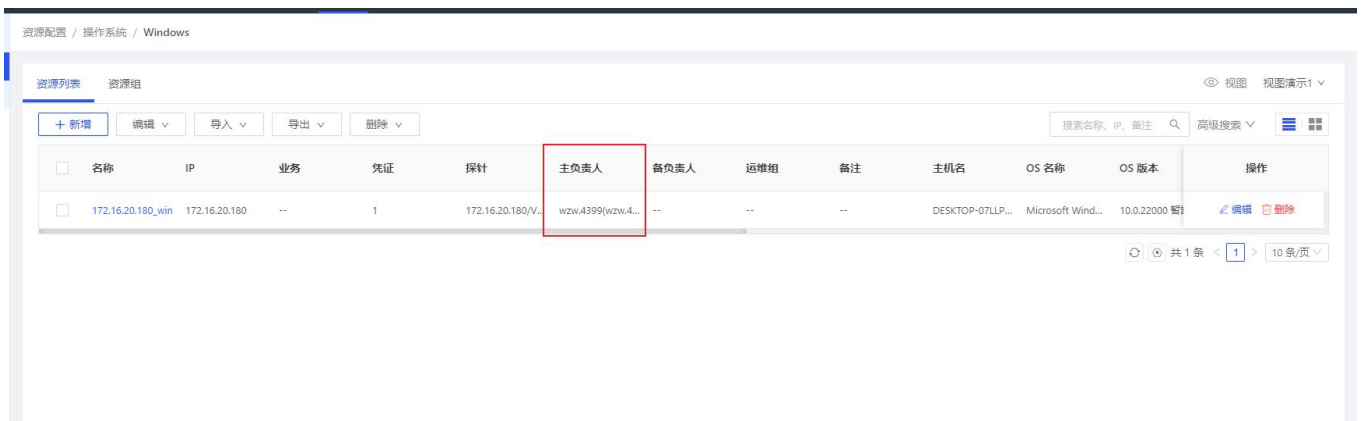 资源配置 / 操作系统 / Windows
资源列表 资源组 视图 视图演示1
+ 新增 编辑 导入 导出 删除 搜索名称、IP、备注 高级搜索
名称 IP 业务 凭证 探针 主负责人 备负责人 运维组 备注 主机名 OS 名称 OS 版本 操作
172.16.20.180_win 172.16.20.180 -- 1 172.16.20.180/V... wzw.4399(wzw.4... -- -- -- DESKTOP-07LLP... Microsoft Wind... 10.0.22000 编辑 删除
共 1 条 < 1 > 10 条/页